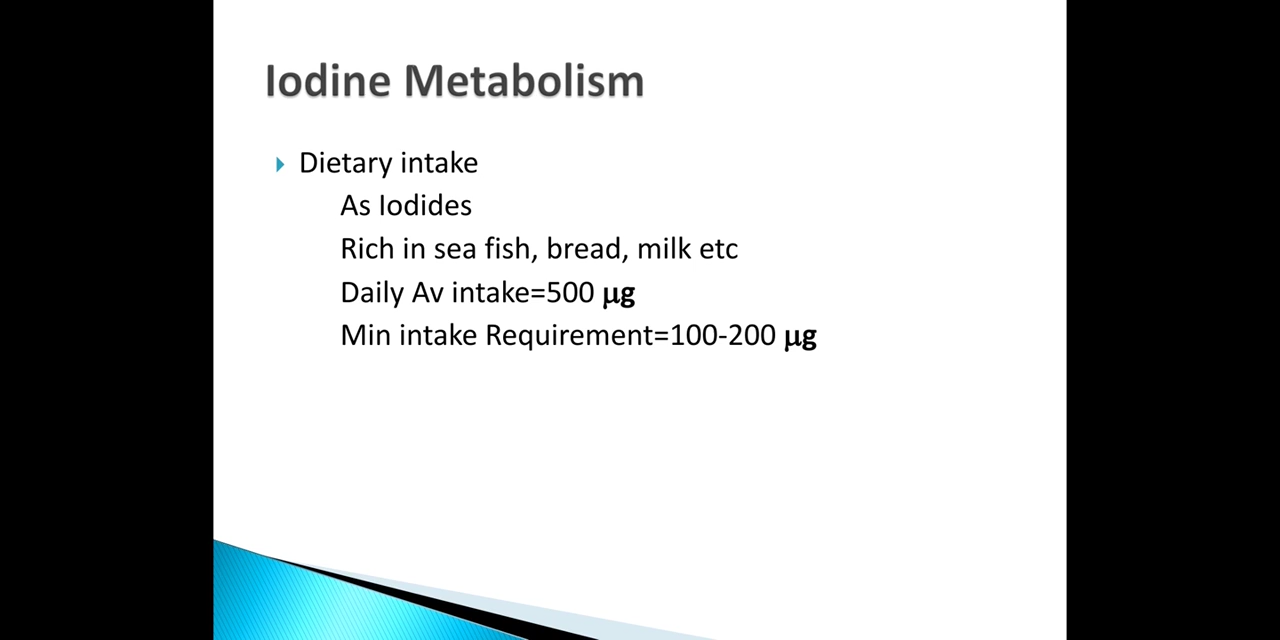 Iodine Metabolism
Dietary intake
As Iodides
Rich in sea fish, bread, milk etc
Daily Av intake=500 µg
Min intake Requirement=100-200 µg